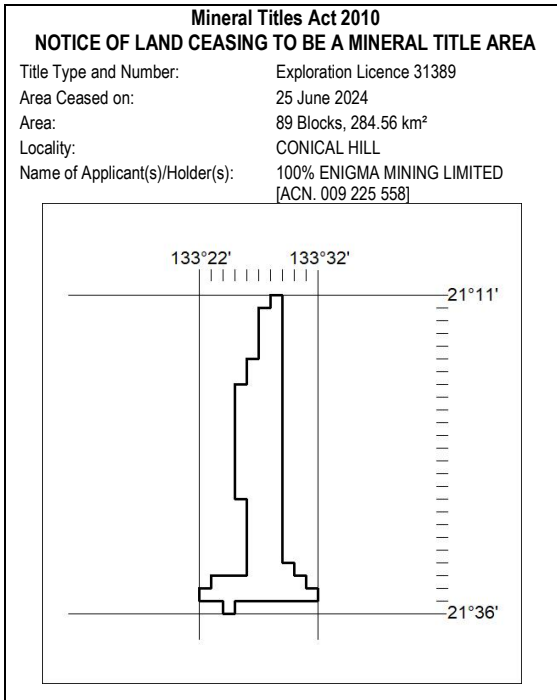 Mineral Titles Act 2010
NOTICE OF LAND CEASING TO BE A MINERAL TITLE AREA
Title Type and Number: Exploration Licence 31389
Area Ceased on: 25 June 2024
Area: 89 Blocks, 284.56 km²
Locality: CONICAL HILL
Name of Applicant(s)/Holder(s): 100% ENIGMA MINING LIMITED
[ACN. 009 225 558]
133°22' 133°32'
21°11'
21°36'